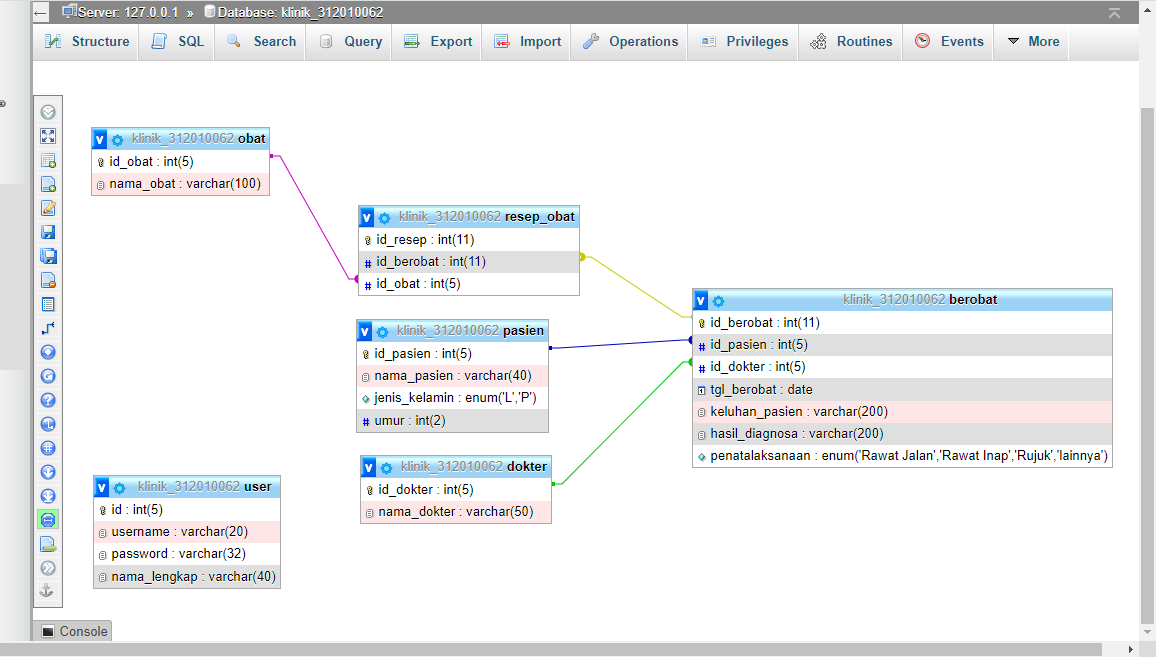 Server: 127.0.0.1 » Database: klinik_312010062
Structure SQL Search Query Export Import Operations Privileges Routines Events More
v klinik_312010062 obat
id_obat : int(5)
nama_obat : varchar(100)
v klinik_312010062 resep_obat
id_resep : int(11)
# id_berobat : int(11)
# id_obat : int(5)
v klinik_312010062 pasien
id_pasien : int(5)
nama_pasien : varchar(40)
jenis_kelamin : enum('L','P')
# umur : int(2)
v klinik_312010062 berobat
id_berobat : int(11)
# id_pasien : int(5)
# id_dokter : int(5)
tgl_berobat : date
keluhan_pasien : varchar(200)
hasil_diagnosa : varchar(200)
penatalaksanaan : enum('Rawat Jalan','Rawat Inap','Rujuk','lainnya')
v klinik_312010062 dokter
id_dokter : int(5)
nama_dokter : varchar(50)
v klinik_312010062 user
id : int(5)
username : varchar(20)
password : varchar(32)
nama_lengkap : varchar(40)
Console